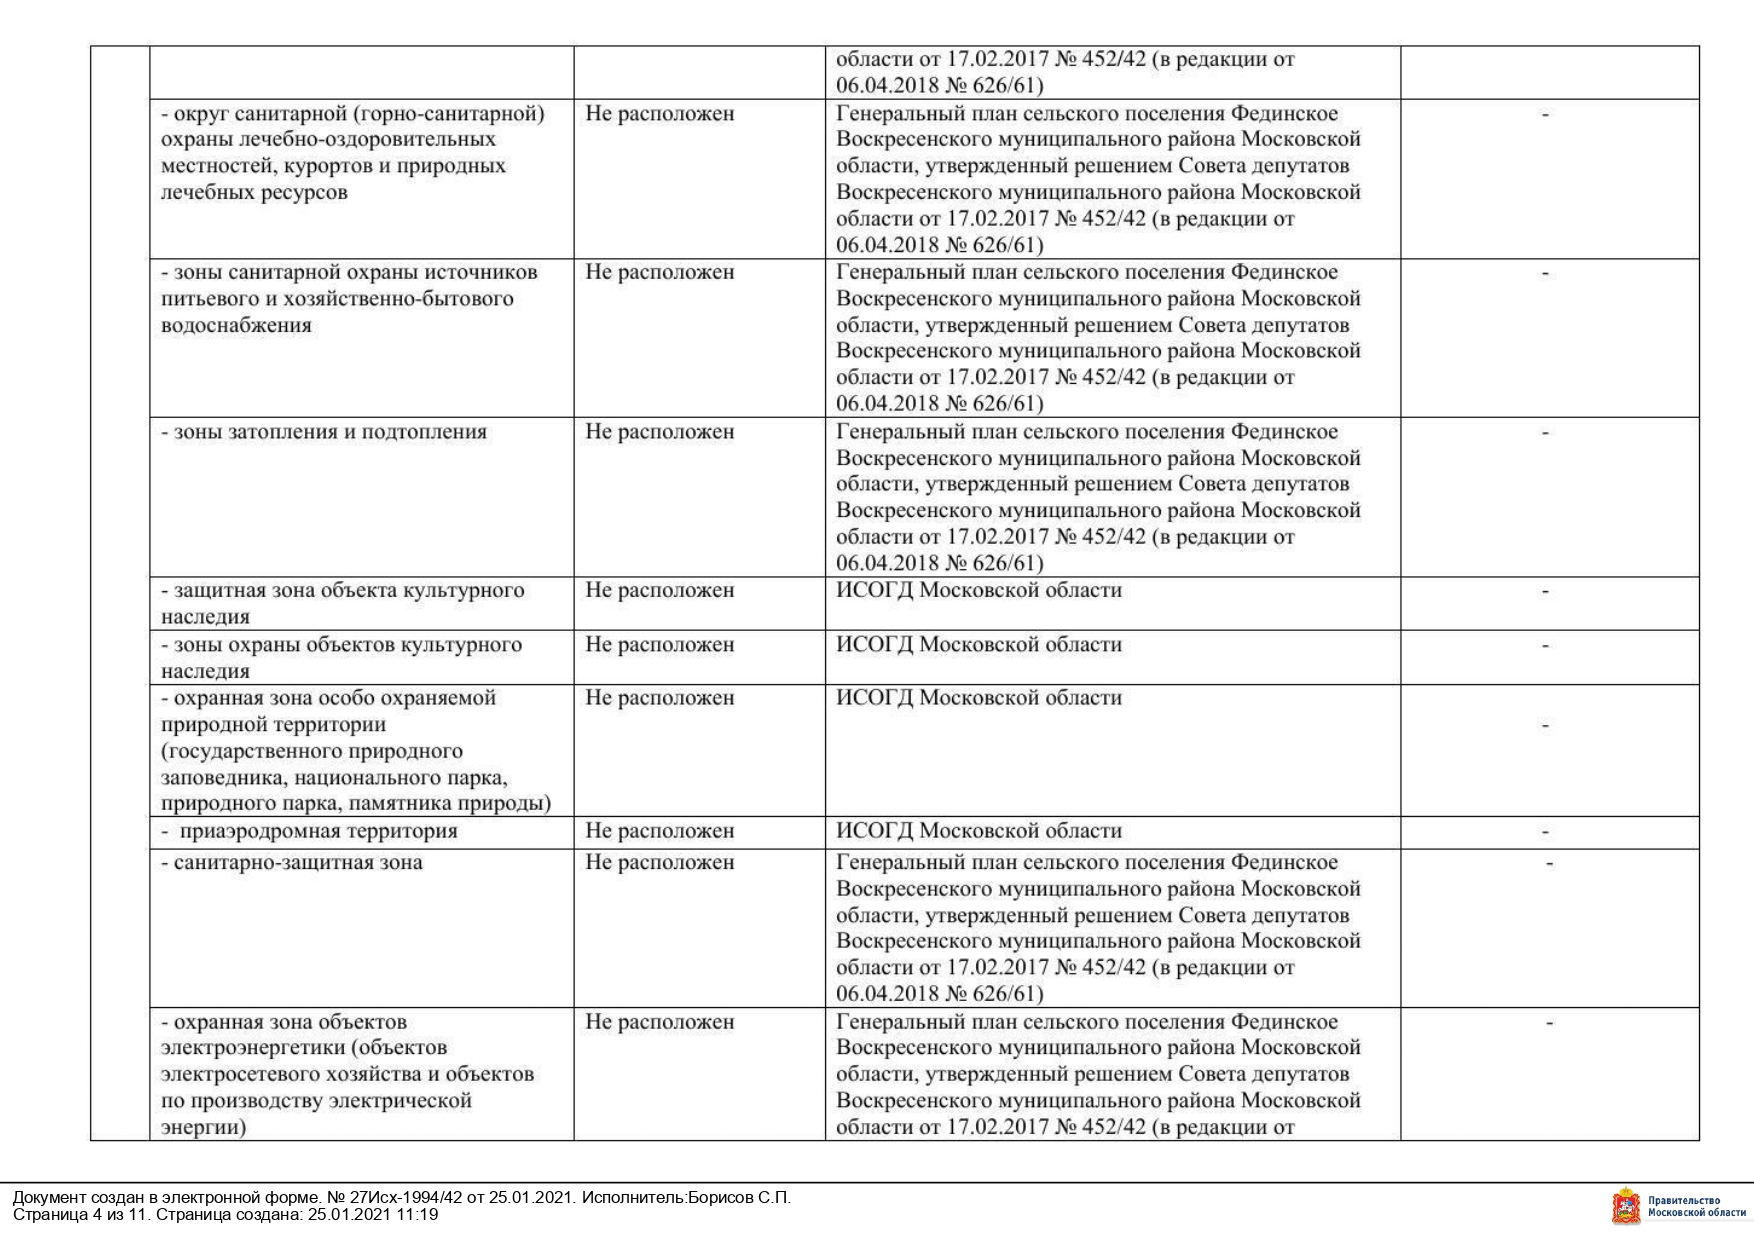 области от 17.02.2017 № 452/42 (в редакции от
06.04.2018 № 626/61)
- округ санитарной (горно-санитарной)
охраны лечебно-оздоровительных
местностей, курортов и природных
лечебных ресурсов
Не расположен
Генеральный план сельского поселения Фединское
Воскресенского муниципального района Московской
области, утвержденный решением Совета депутатов
Воскресенского муниципального района Московской
области от 17.02.2017 № 452/42 (в редакции от
06.04.2018 № 626/61)
-
- зоны санитарной охраны источников
питьевого и хозяйственно-бытового
водоснабжения
Не расположен
Генеральный план сельского поселения Фединское
Воскресенского муниципального района Московской
области, утвержденный решением Совета депутатов
Воскресенского муниципального района Московской
области от 17.02.2017 № 452/42 (в редакции от
06.04.2018 № 626/61)
-
- зоны затопления и подтопления
Не расположен
Генеральный план сельского поселения Фединское
Воскресенского муниципального района Московской
области, утвержденный решением Совета депутатов
Воскресенского муниципального района Московской
области от 17.02.2017 № 452/42 (в редакции от
06.04.2018 № 626/61)
-
- защитная зона объекта культурного
наследия
Не расположен
ИСОГД Московской области
-
- зоны охраны объектов культурного
наследия
Не расположен
ИСОГД Московской области
-
- охранная зона особо охраняемой
природной территории
(государственного природного
заповедника, национального парка,
природного парка, памятника природы)
Не расположен
ИСОГД Московской области
-
- приаэродромная территория
Не расположен
ИСОГД Московской области
-
- санитарно-защитная зона
Не расположен
Генеральный план сельского поселения Фединское
Воскресенского муниципального района Московской
области, утвержденный решением Совета депутатов
Воскресенского муниципального района Московской
области от 17.02.2017 № 452/42 (в редакции от
06.04.2018 № 626/61)
-
- охранная зона объектов
электроэнергетики (объектов
электросетевого хозяйства и объектов
по производству электрической
энергии)
Не расположен
Генеральный план сельского поселения Фединское
Воскресенского муниципального района Московской
области, утвержденный решением Совета депутатов
Воскресенского муниципального района Московской
области от 17.02.2017 № 452/42 (в редакции от
-
Документ создан в электронной форме. № 27Исх-1994/42 от 25.01.2021. Исполнитель:Борисов С.П.
Страница 4 из 11. Страница создана: 25.01.2021 11:19
Правительство
Московской области